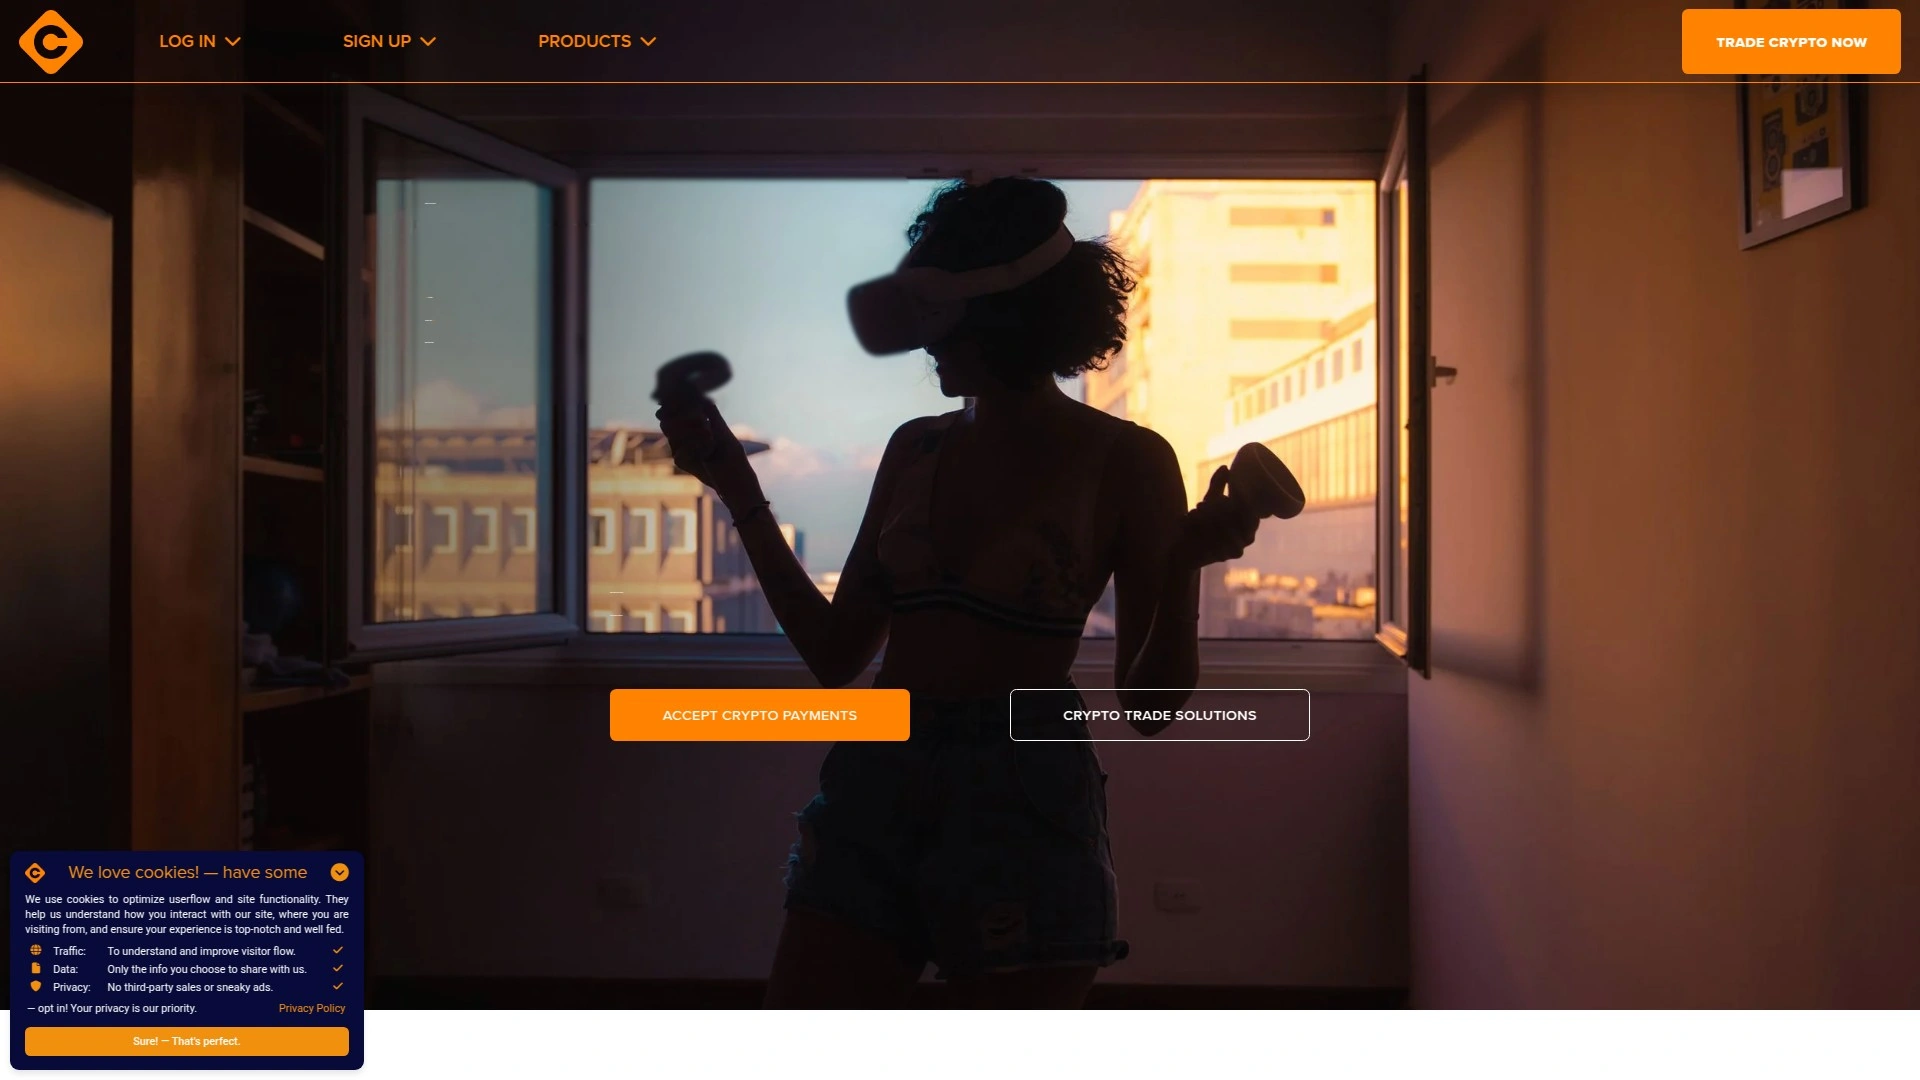 LOG IN
SIGN UP
PRODUCTS
TRADE CRYPTO NOW
ACCEPT CRYPTO PAYMENTS
CRYPTO TRADE SOLUTIONS
We love cookies! — have some
We use cookies to optimize userflow and site functionality. They
help us understand how you interact with our site, where you are
visiting from, and ensure your experience is top-notch and well fed.
Traffic: To understand and improve visitor flow.
Data: Only the info you choose to share with us.
Privacy: No third-party sales or sneaky ads.
— opt in! Your privacy is our priority. Privacy Policy
Sure! — That's perfect.